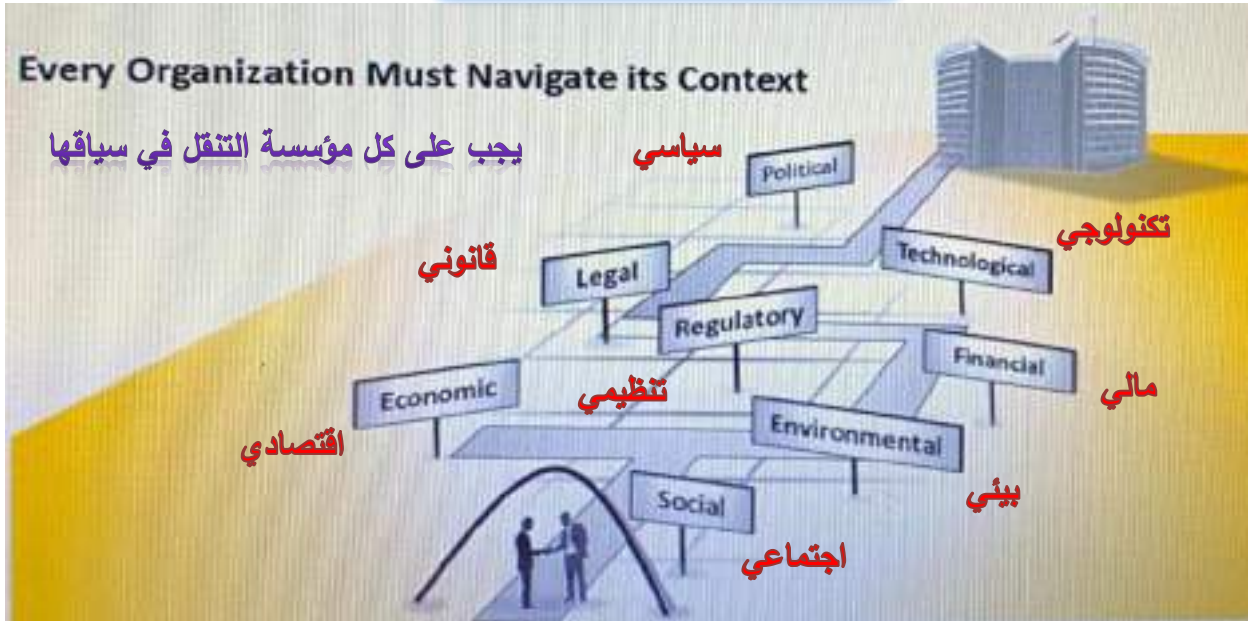 Every Organization Must Navigate its Context
يجب على كل مؤسسة التنقل في سياقها
سياسي
Political
تكنولوجي
Technological
قانوني
Legal
Regulatory
تنظيمي
Financial
مالي
Economic
اقتصادي
Environmental
بيئي
Social
اجتماعي